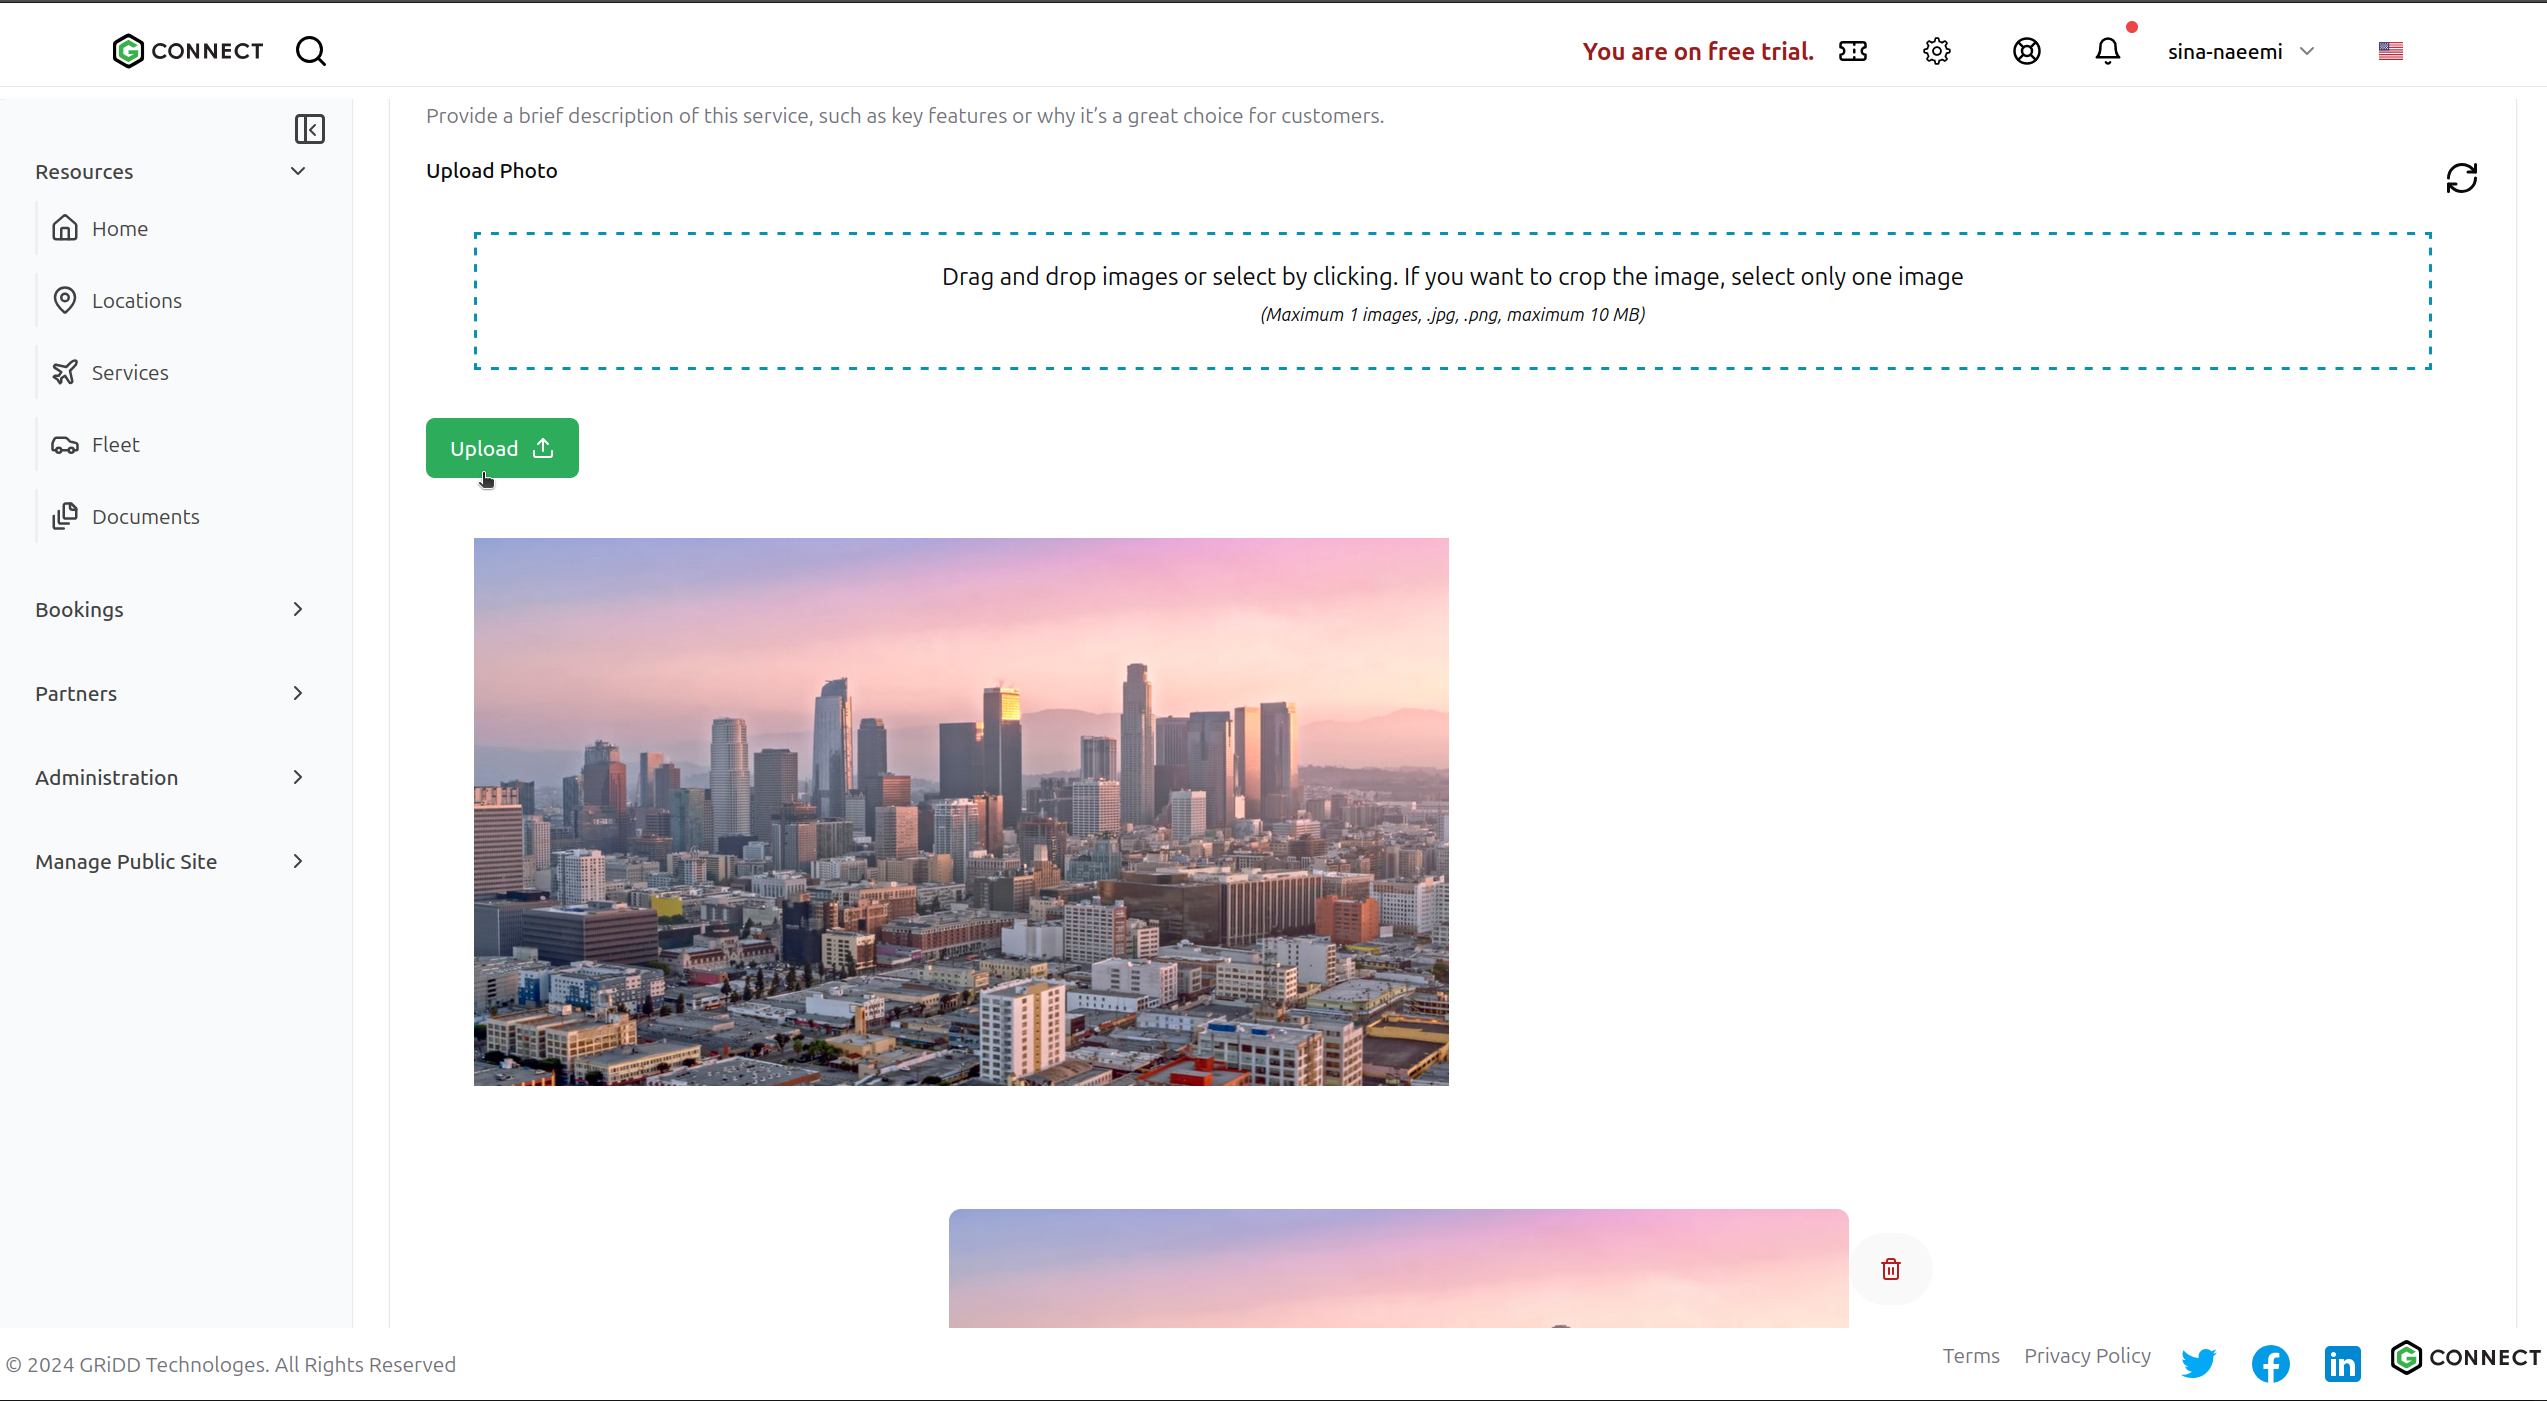 CONNECT
You are on free trial.
sina-naeemi
Provide a brief description of this service, such as key features or why it’s a great choice for customers.
Resources
Home
Locations
Services
Fleet
Documents
Bookings
Partners
Administration
Manage Public Site
Upload Photo
Drag and drop images or select by clicking. If you want to crop the image, select only one image
(Maximum 1 images, .jpg, .png, maximum 10 MB)
Upload
© 2024 GRiDD Technologes. All Rights Reserved
Terms
Privacy Policy
in
CONNECT